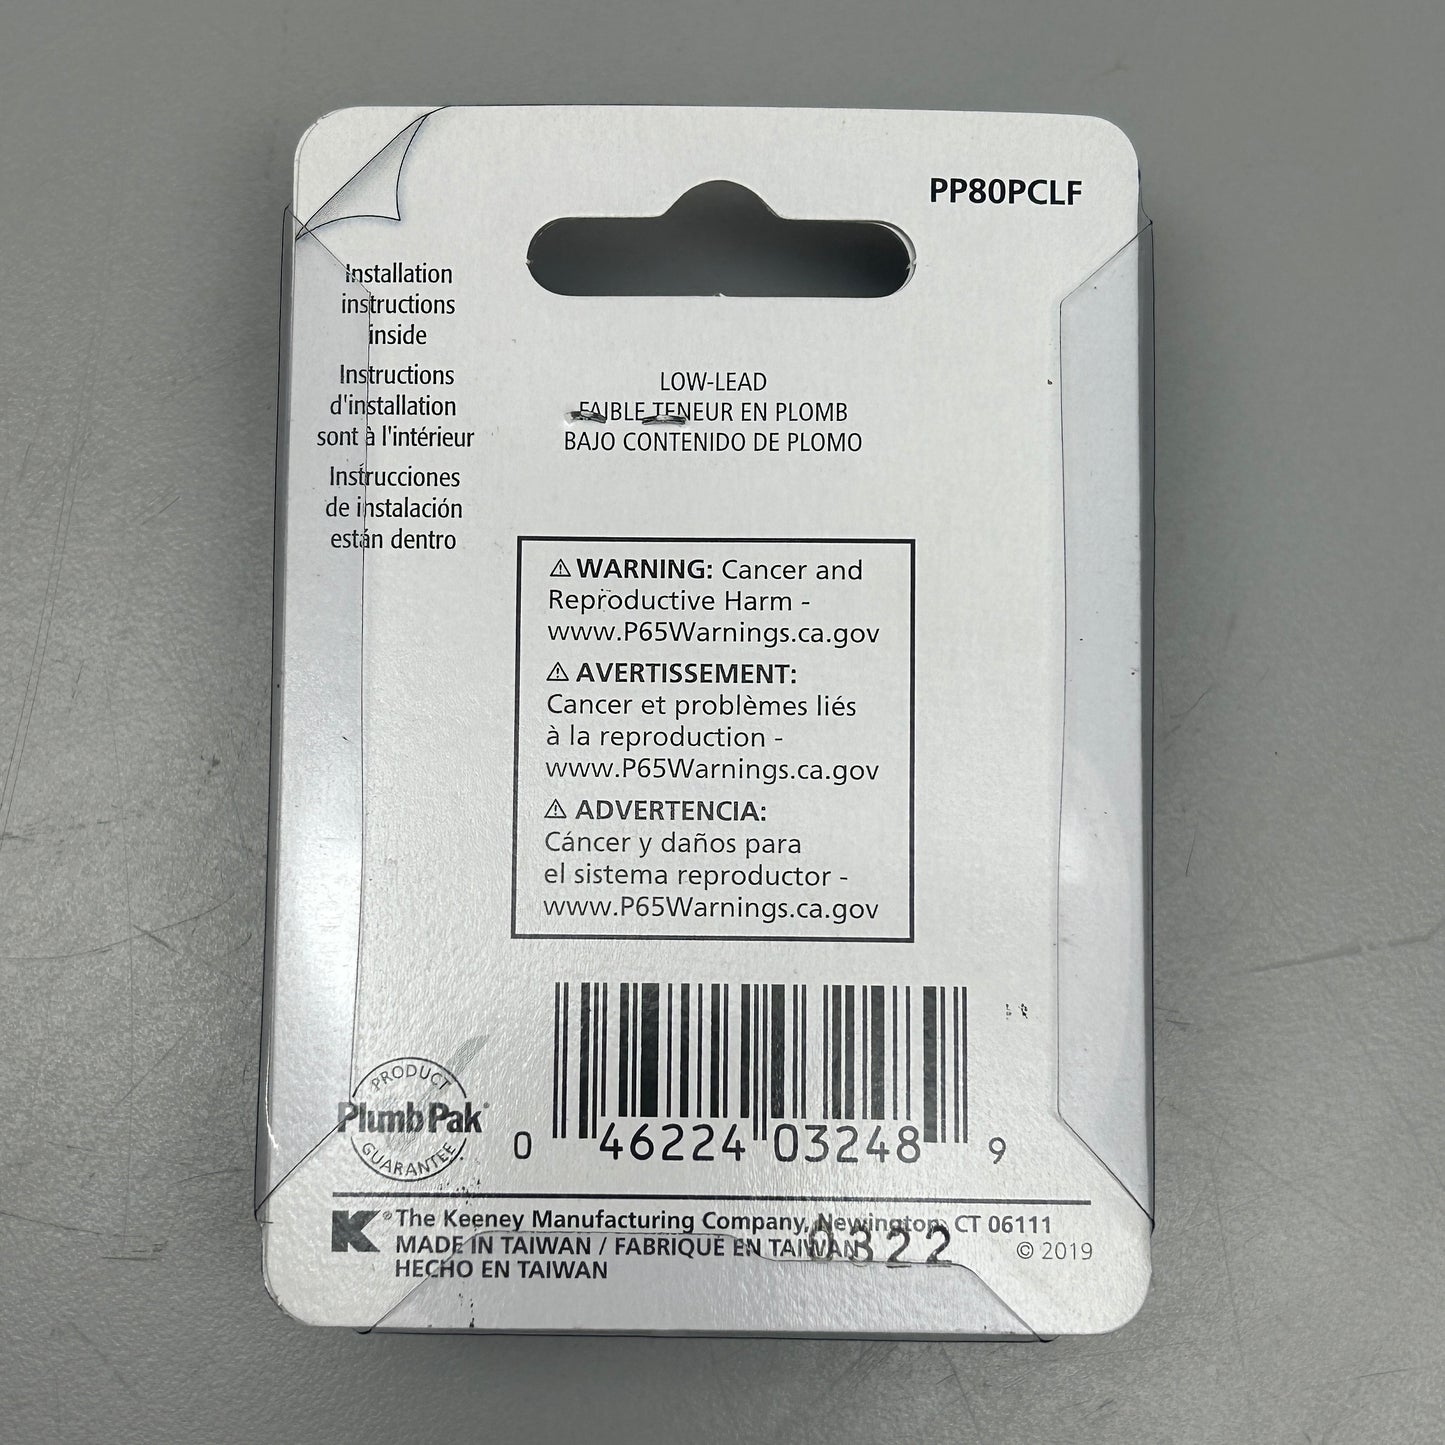 PP80PCLF
Installation
instructions
inside
Instructions
d'installation
sont à l'intérieur
Instrucciones
de instalación
están dentro
LOW-LEAD
FAIBLE TENEUR EN PLOMB
BAJO CONTENIDO DE PLOMO
⚠ WARNING: Cancer and
Reproductive Harm -
www.P65Warnings.ca.gov
⚠ AVERTISSEMENT:
Cancer et problèmes liés
à la reproduction -
www.P65Warnings.ca.gov
⚠ ADVERTENCIA:
Cáncer y daños para
el sistema reproductor -
www.P65Warnings.ca.gov
PRODUCT
PlumbPak®
GUARANTEE
0 46224 03248 9
K® The Keeney Manufacturing Company, Newington, CT 06111
MADE IN TAIWAN / FABRIQUÉ EN TAIWAN
HECHO EN TAIWAN
0322
© 2019